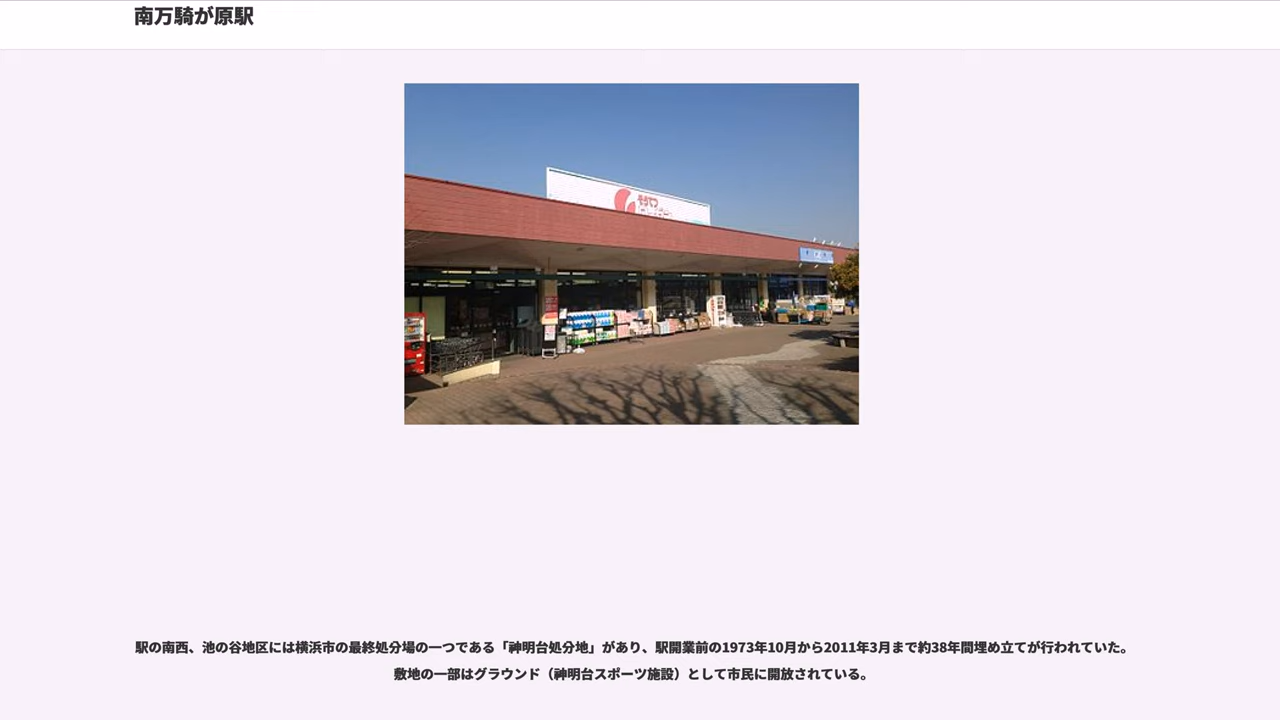 南万騎が原駅
そうてつ
駅の南西、池の谷地区には横浜市の最終処分場の一つである「神明台処分地」があり、駅開業前の1973年10月から2011年3月まで約38年間埋め立てが行われていた。
敷地の一部はグラウンド（神明台スポーツ施設）として市民に開放されている。